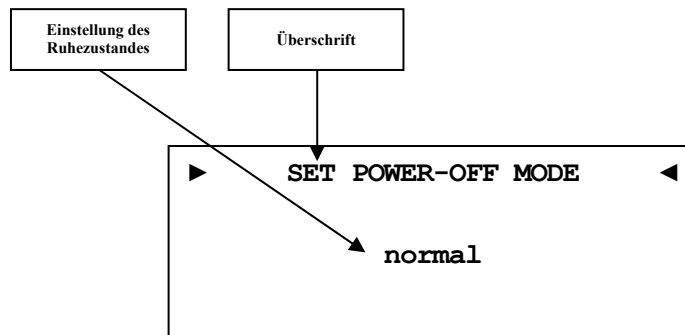 Einstellung des
Ruhezustandes
Überschrift
► SET POWER-OFF MODE ◄
normal